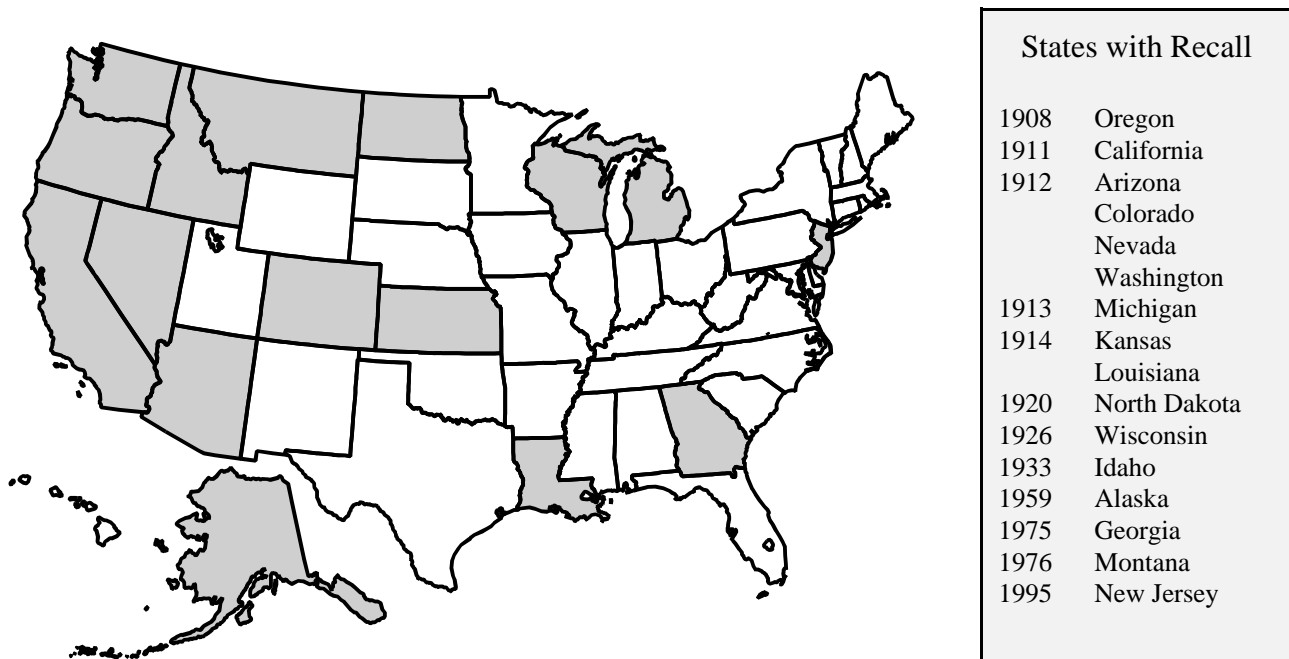 States with Recall
1908 Oregon
1911 California
1912 Arizona
Colorado
Nevada
Washington
1913 Michigan
1914 Kansas
Louisiana
1920 North Dakota
1926 Wisconsin
1933 Idaho
1959 Alaska
1975 Georgia
1976 Montana
1995 New Jersey